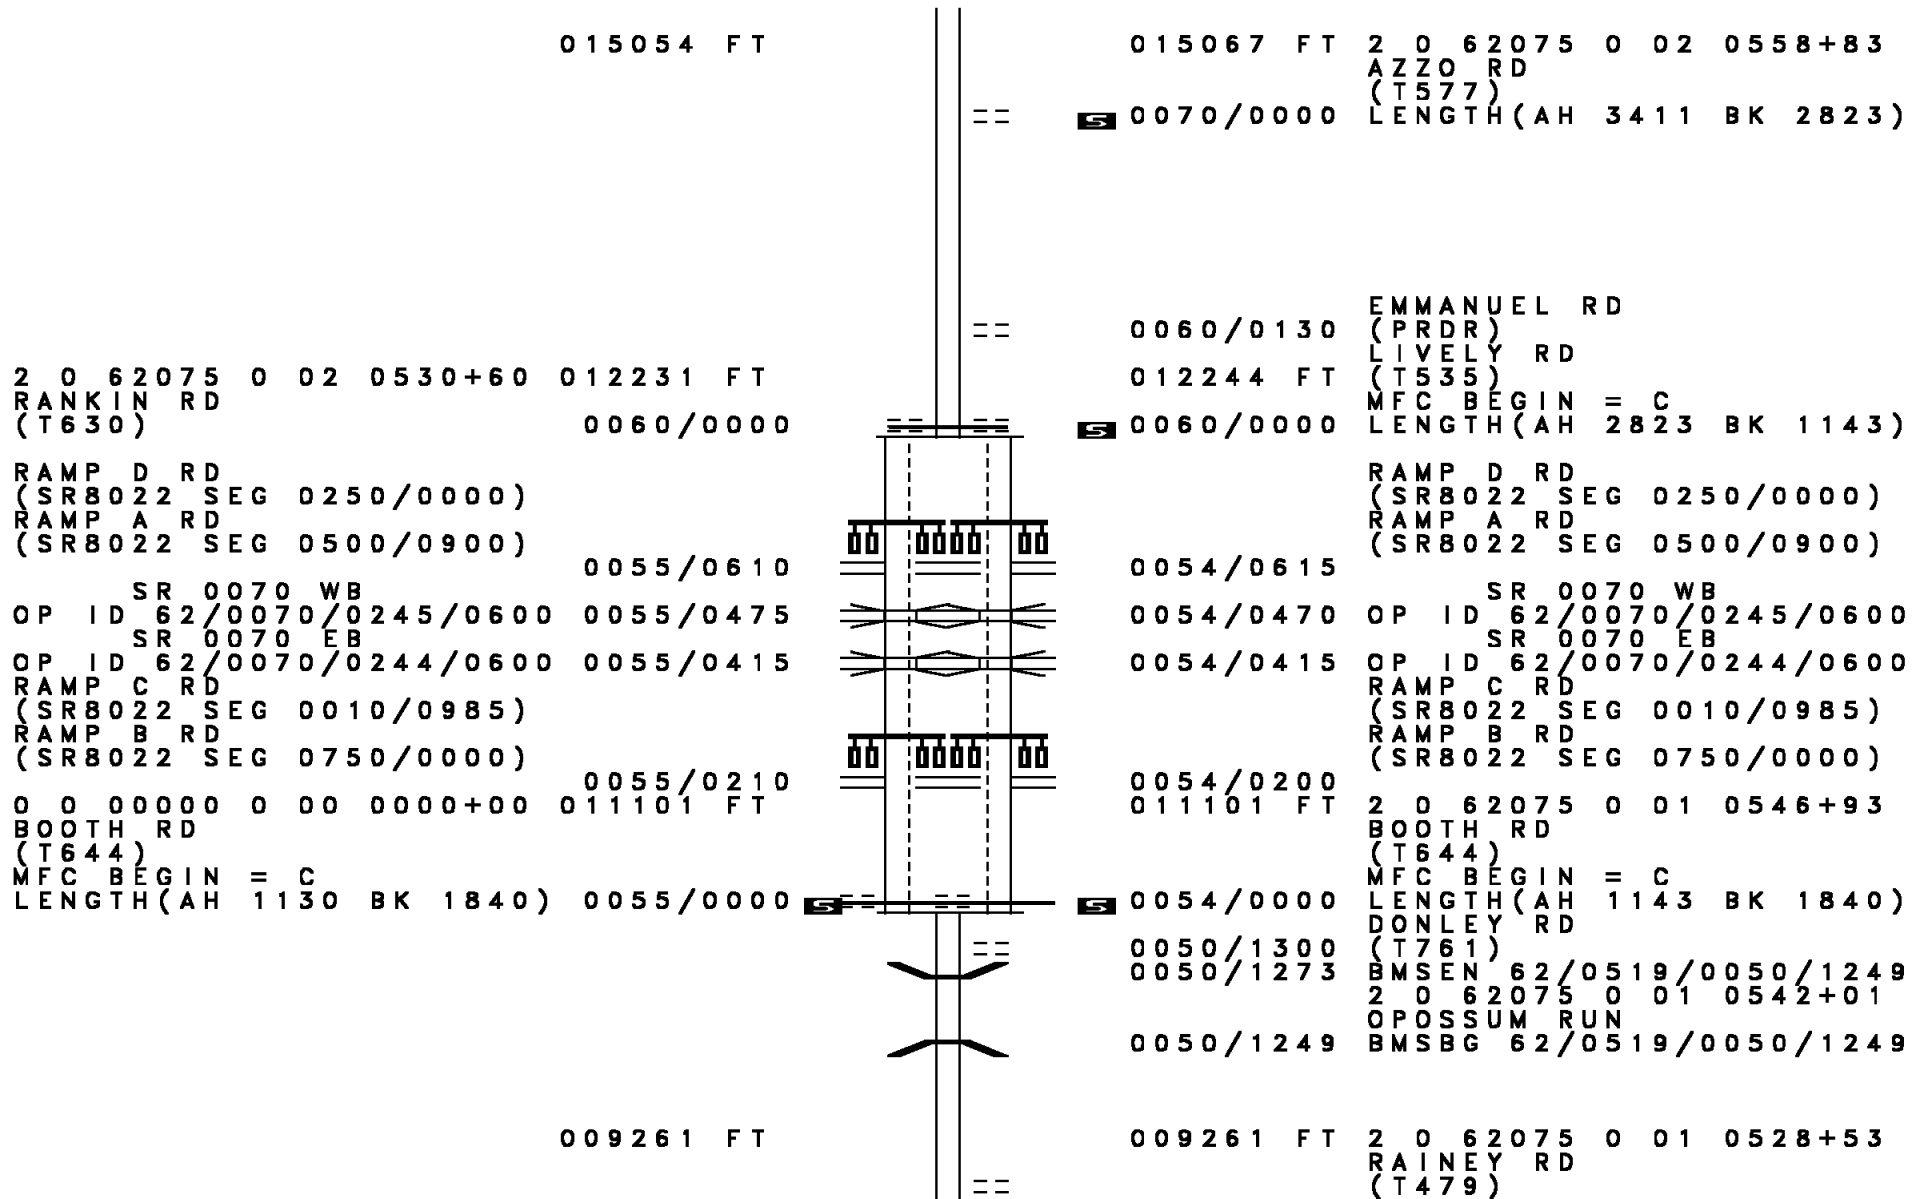 015054 FT 015067 FT 2 0 62075 0 02 0558+83
AZZO RD
(T577)
S 0070/0000 LENGTH(AH 3411 BK 2823)
EMMANUEL RD
0060/0130 (PRDR)
LIVELY RD
2 0 62075 0 02 0530+60 012231 FT 012244 FT (T535)
RANKIN RD MFC BEGIN = C
(T630) 0060/0000 S 0060/0000 LENGTH(AH 2823 BK 1143)
RAMP D RD RAMP D RD
(SR8022 SEG 0250/0000) (SR8022 SEG 0250/0000)
RAMP A RD RAMP A RD
(SR8022 SEG 0500/0900) (SR8022 SEG 0500/0900)
0055/0610 0054/0615
SR 0070 WB SR 0070 WB
OP ID 62/0070/0245/0600 0055/0475 0054/0470 OP ID 62/0070/0245/0600
SR 0070 EB SR 0070 EB
OP ID 62/0070/0244/0600 0055/0415 0054/0415 OP ID 62/0070/0244/0600
RAMP C RD RAMP C RD
(SR8022 SEG 0010/0985) (SR8022 SEG 0010/0985)
RAMP B RD RAMP B RD
(SR8022 SEG 0750/0000) (SR8022 SEG 0750/0000)
0055/0210 0054/0200
0 0 00000 0 00 0000+00 011101 FT 011101 FT 2 0 62075 0 01 0546+93
BOOTH RD BOOTH RD
(T644) (T644)
MFC BEGIN = C MFC BEGIN = C
LENGTH(AH 1130 BK 1840) 0055/0000 S S 0054/0000 LENGTH(AH 1143 BK 1840)
DONLEY RD
0050/1300 (T761)
0050/1273 BMSEN 62/0519/0050/1249
2 0 62075 0 01 0542+01
OPOSSUM RUN
0050/1249 BMSBG 62/0519/0050/1249
009261 FT 009261 FT 2 0 62075 0 01 0528+53
RAINEY RD
(T479)